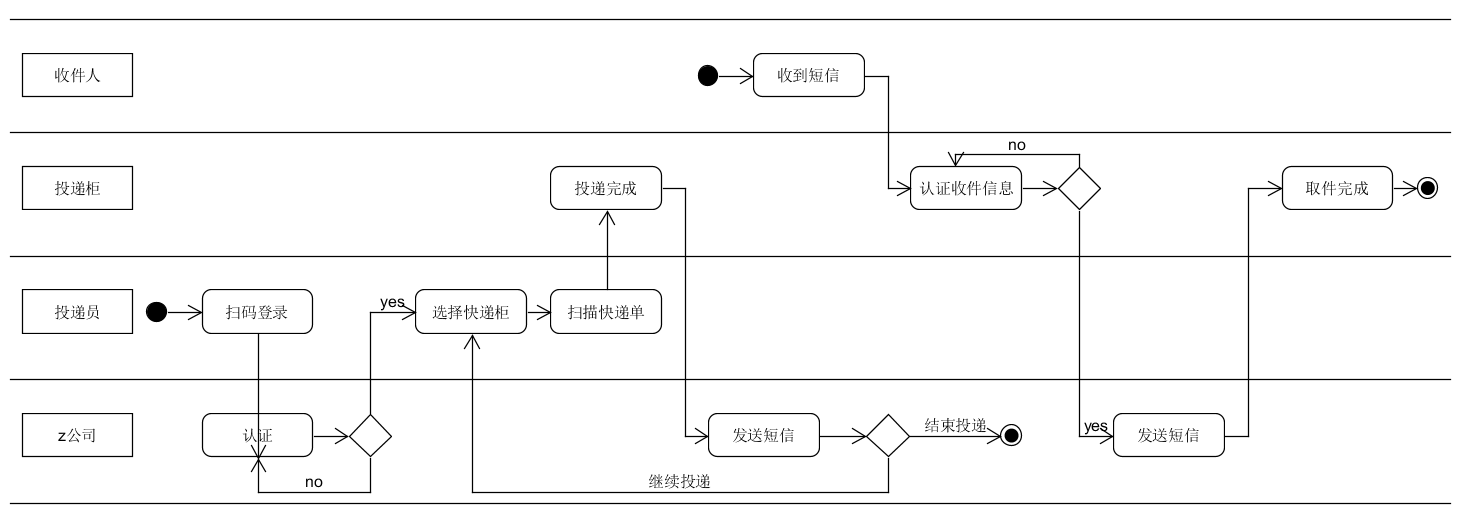 收件人
收到短信
no
投递柜
投递完成
认证收件信息
取件完成
投递员
扫码登录
yes
选择快递柜
扫描快递单
z公司
认证
发送短信
结束投递
yes
发送短信
no
继续投递